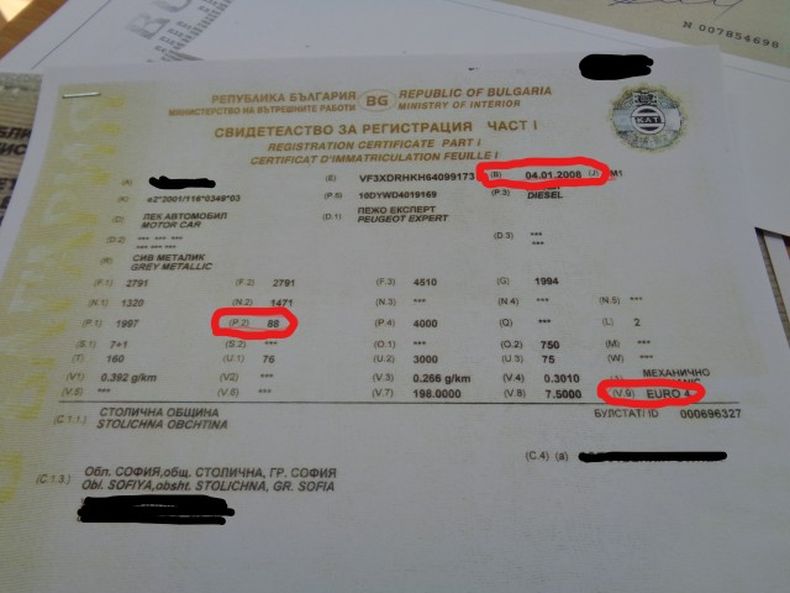 N 007854698
РЕПУБЛИКА БЪЛГАРИЯ BG REPUBLIC OF BULGARIA
МИНИСТЕРСТВО НА ВЪТРЕШНИТЕ РАБОТИ MINISTRY OF INTERIOR
СВИДЕТЕЛСТВО ЗА РЕГИСТРАЦИЯ ЧАСТ I
REGISTRATION CERTIFICATE PART I
CERTIFICAT D'IMMATRICULATION FEUILLE I
КАТ
(A) (E) VF3XDRHKH64099173 (B) 04.01.2008 (J) M1
(K) e2*2001/116*0349*03 (P.5) 10DYWD4019169 (P.3) DIESEL
(D) ЛЕК АВТОМОБИЛ (D.1) ПЕЖО ЕКСПЕРТ
MOTOR CAR PEUGEOT EXPERT
(D.2) *** *** *** (D.3) ***
*** *** *** ***
(R) СИВ МЕТАЛИК
GREY METALLIC
(F.1) 2791 (F.2) 2791 (F.3) 4510 (G) 1994
(N.1) 1320 (N.2) 1471 (N.3) *** (N.4) *** (N.5) ***
(P.1) 1997 (P.2) 88 (P.4) 4000 (Q) *** (L) 2
(S.1) 7+1 (S.2) *** (O.1) *** (O.2) 750 (M) ***
(T) 160 (U.1) 76 (U.2) 3000 (U.3) 75 (W) ***
(V1) 0.392 g/km (V2) *** (V.3) 0.266 g/km (V.4) 0.3010 МЕХАНИЧНО
(V.5) *** (V.6) *** (V.7) 198.0000 (V.8) 7.5000 (V.9) EURO 4
(C.1.1.) СТОЛИЧНА ОБЩИНА БУЛСТАТ/ ID 000696327
STOLICHNA OBCHTINA
(C.4) (a)
(C.1.3.) Обл. СОФИЯ,общ. СТОЛИЧНА, ГР. СОФИЯ
Obl. SOFIYA,obsht. STOLICHNA, GR. SOFIA